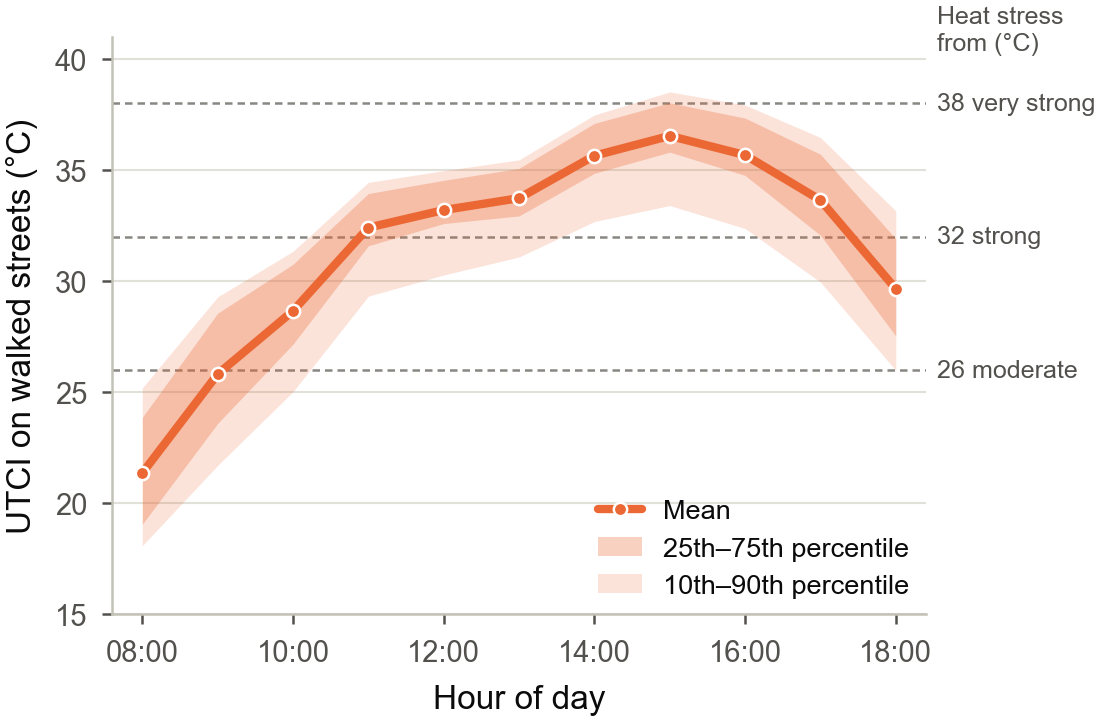 Heat stress
from (°C)
40
38 very strong
35
32 strong
30
26 moderate
25
20
15
UTCI on walked streets (°C)
Mean
25th–75th percentile
10th–90th percentile
08:00 10:00 12:00 14:00 16:00 18:00
Hour of day